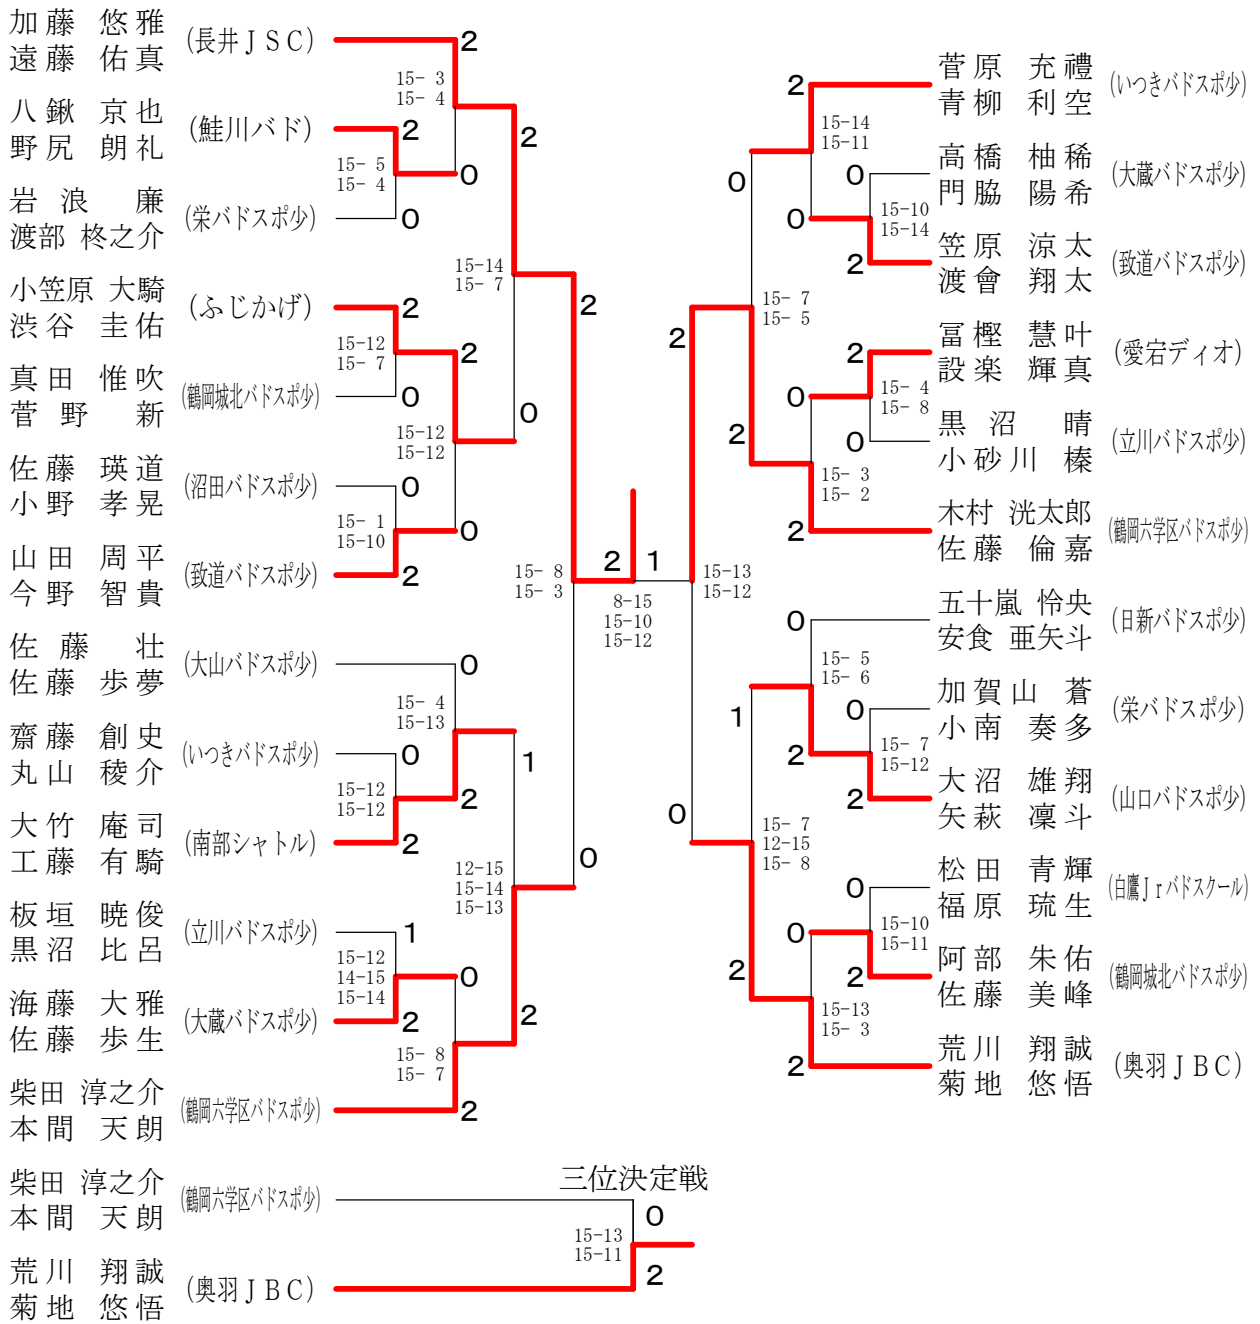 加藤 悠雅
遠藤 佑真
(長井ＪＳＣ)
2
15- 3
15- 4
八鍬 京也
野尻 朗礼
(鮭川バド)
2
0
15- 5
15- 4
岩浪 廉
渡部 柊之介
(栄バドスポ少)
0
2
15-14
15- 7
小笠原 大騎
渋谷 圭佑
(ふじかげ)
2
15-12
15- 7
2
真田 惟吹
菅野 新
(鶴岡城北バドスポ少)
0
0
15-12
15-12
佐藤 瑛道
小野 孝晃
(沼田バドスポ少)
0
15- 1
15-10
0
山田 周平
今野 智貴
(致道バドスポ少)
2
2
15- 8
15- 3
佐藤 壮
佐藤 歩夢
(大山バドスポ少)
0
15- 4
15-13
齋藤 創史
丸山 稜介
(いつきバドスポ少)
0
1
15-12
15-12
2
大竹 庵司
工藤 有騎
(南部シャトル)
2
0
12-15
15-14
15-13
板垣 暁俊
黒沼 比呂
(立川バドスポ少)
1
15-12
14-15
15-14
0
海藤 大雅
佐藤 歩生
(大蔵バドスポ少)
2
2
15- 8
15- 7
柴田 淳之介
本間 天朗
(鶴岡六学区バドスポ少)
2
2
1
8-15
15-10
15-12
2
菅原 充禮
青柳 利空
(いつきバドスポ少)
15-14
15-11
0
高橋 柚稀
門脇 陽希
(大蔵バドスポ少)
0
0
15-10
15-14
2
笠原 涼太
渡會 翔太
(致道バドスポ少)
15- 7
15- 5
2
2
冨樫 慧叶
設楽 輝真
(愛宕ディオ)
0
15- 4
15- 8
2
0
黒沼 晴
小砂川 榛
(立川バドスポ少)
15- 3
15- 2
2
木村 洸太郎
佐藤 倫嘉
(鶴岡六学区バドスポ少)
15-13
15-12
0
五十嵐 怜央
安食 亜矢斗
(日新バドスポ少)
15- 5
15- 6
1
0
加賀山 蒼
小南 奏多
(栄バドスポ少)
2
15- 7
15-12
2
大沼 雄翔
矢萩 凜斗
(山口バドスポ少)
0
15- 7
12-15
15- 8
0
松田 青輝
福原 琉生
(白鷹Ｊｒバドスクール)
0
15-10
15-11
2
2
阿部 朱佑
佐藤 美峰
(鶴岡城北バドスポ少)
15-13
15- 3
2
荒川 翔誠
菊地 悠悟
(奥羽ＪＢＣ)
三位決定戦
柴田 淳之介
本間 天朗
(鶴岡六学区バドスポ少)
0
15-13
15-11
2
荒川 翔誠
菊地 悠悟
(奥羽ＪＢＣ)